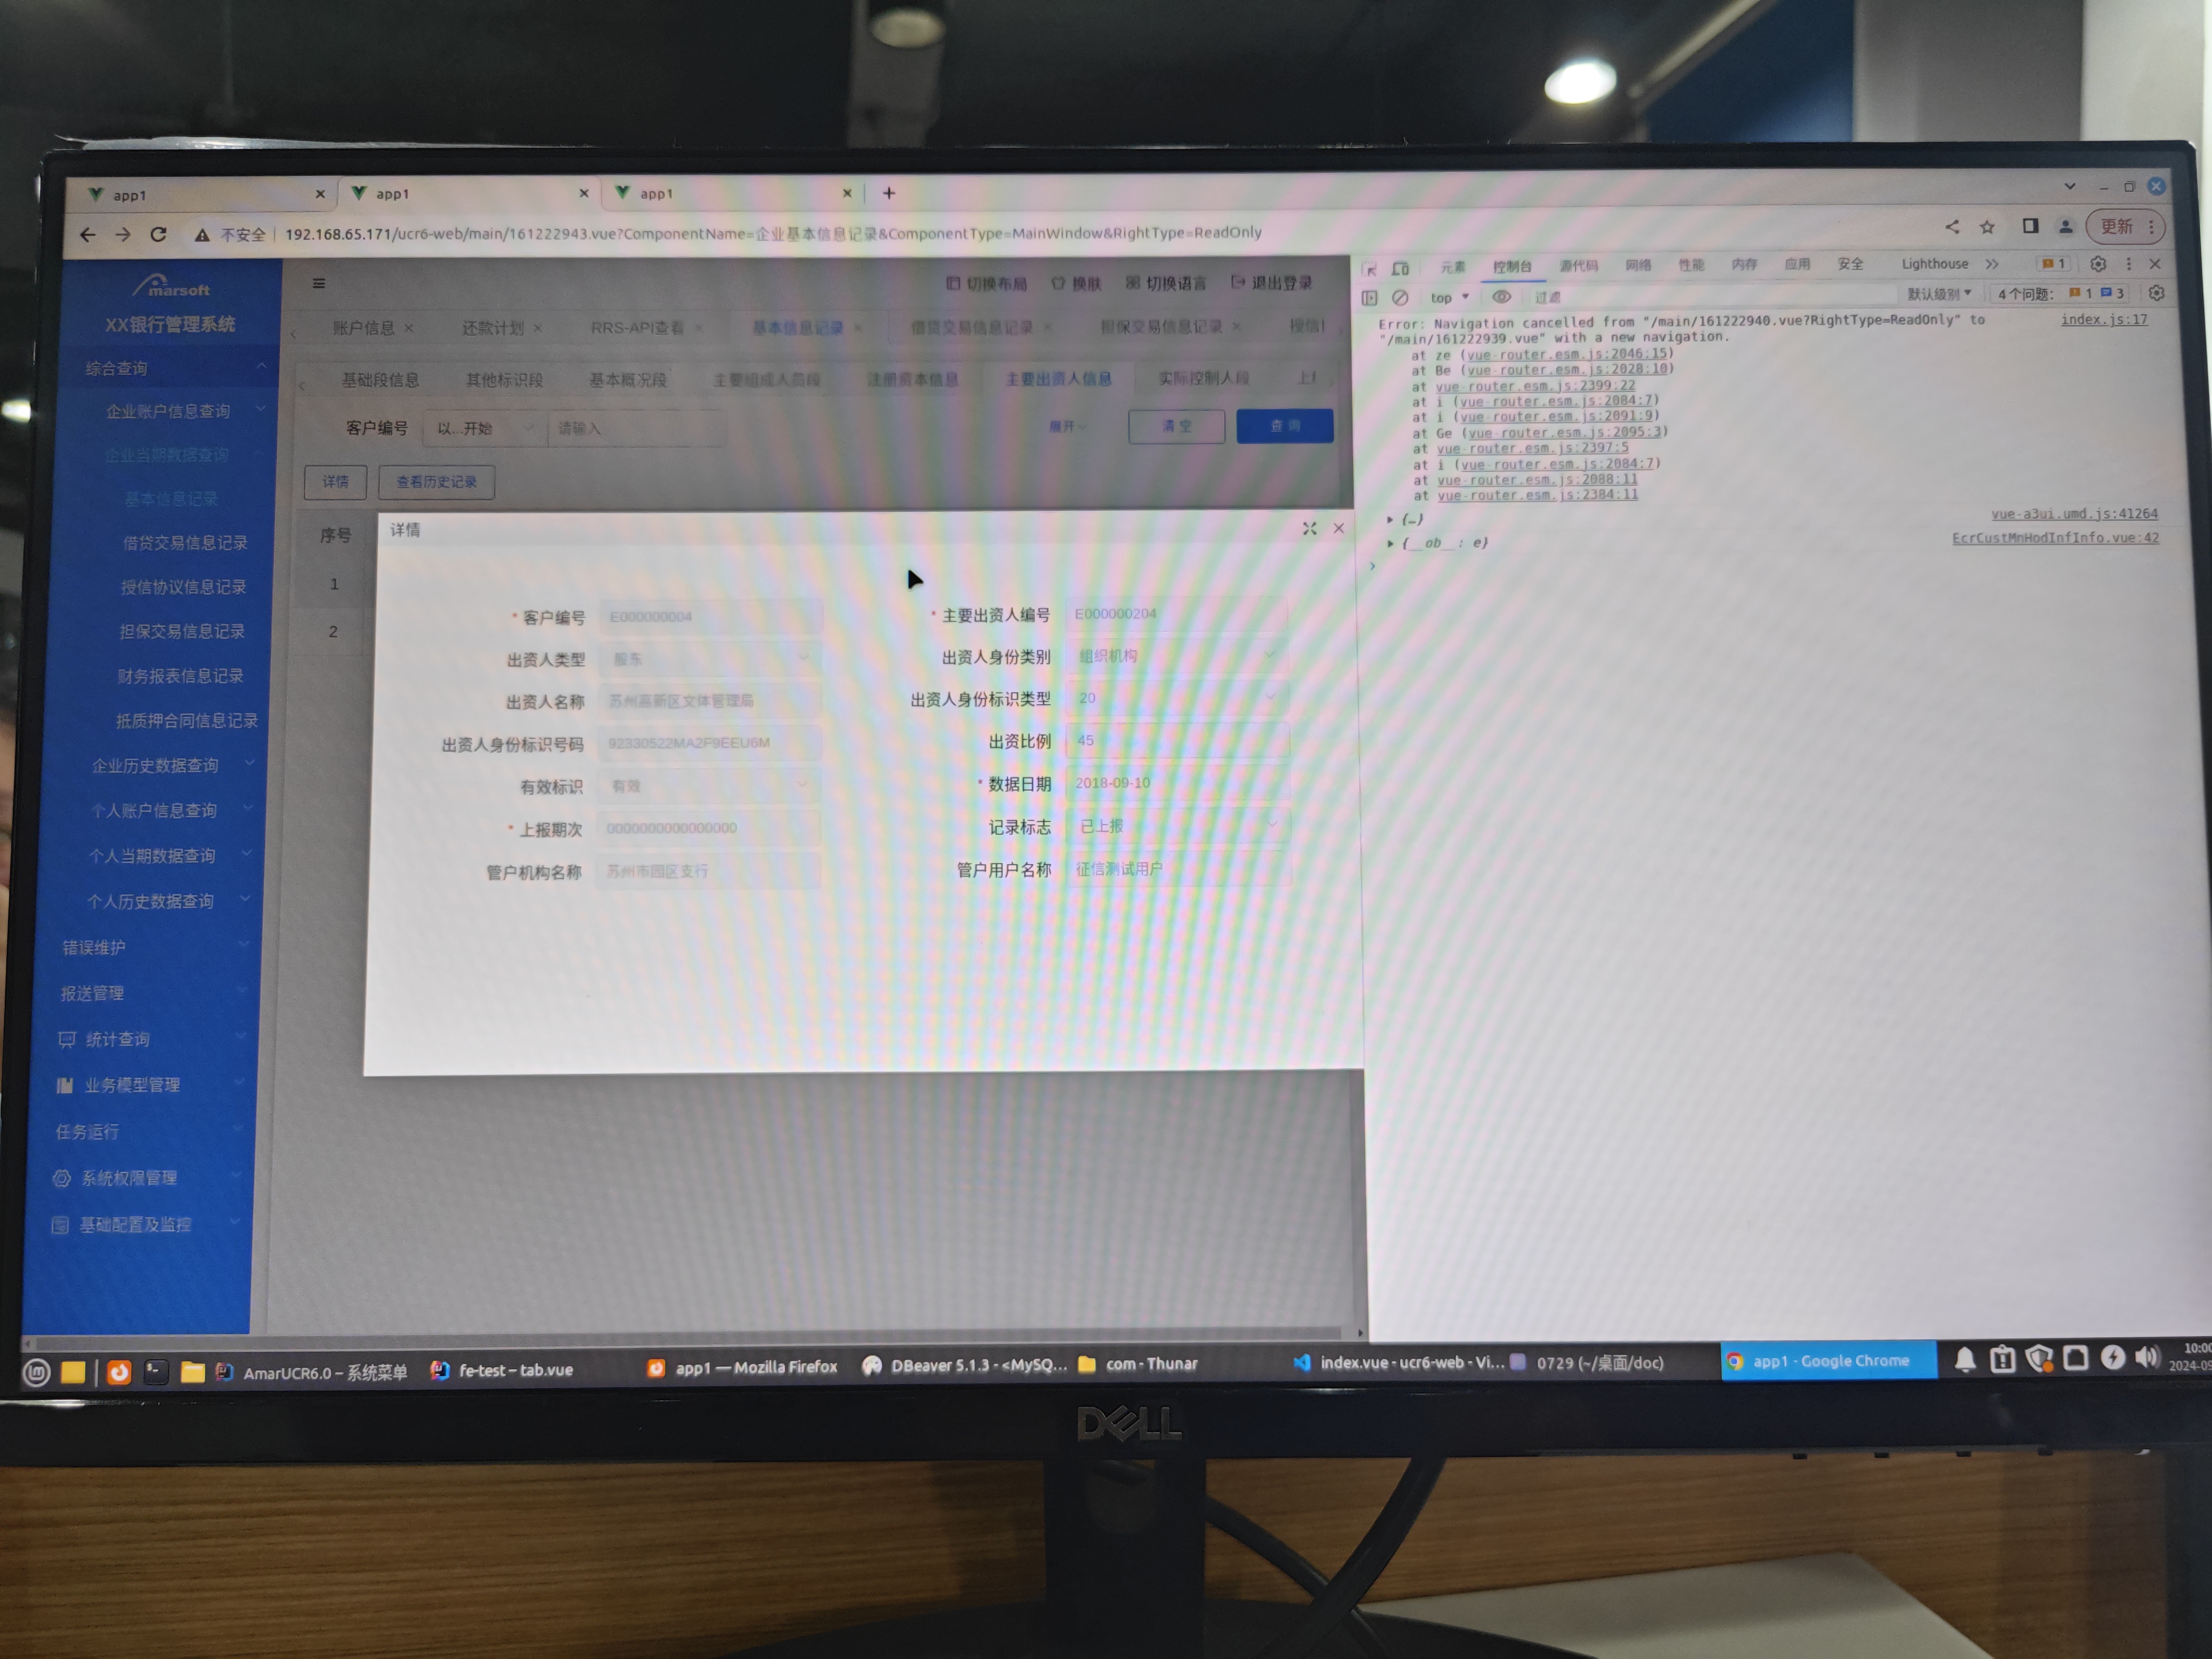 app1
app1
app1
不安全
192.168.65.171/ucr6-web/main/161222943.vue?ComponentName=企业基本信息记录&ComponentType=MainWindow&RightType=ReadOnly
更新
marsoft
XX银行管理系统
综合查询
企业账户信息查询
企业当期数据查询
基本信息记录
借贷交易信息记录
授信协议信息记录
担保交易信息记录
财务报表信息记录
抵质押合同信息记录
企业历史数据查询
个人账户信息查询
个人当期数据查询
个人历史数据查询
错误维护
报送管理
统计查询
业务模型管理
任务运行
系统权限管理
基础配置及监控
切换布局 换肤 切换语言 退出登录
账户信息 还款计划 RRS-API查看 基本信息记录 借贷交易信息记录 担保交易信息记录
基础段信息 其他标识段 基本概况段 主要组成人员段 注册资本信息 主要出资人信息 实际控制人段
客户编号 以...开始 请输入 展开 清空 查询
详情 查看历史记录
序号
1
2
详情
* 客户编号 E000000004
* 主要出资人编号 E000000204
出资人类型 股东
出资人身份类别 组织机构
出资人名称 苏州高新区文体管理局
出资人身份标识类型 20
出资人身份标识号码 92330522MA2F9EEU6M
出资比例 45
有效标识 有效
* 数据日期 2018-09-10
* 上报期次 0000000000000000
记录标志 已上报
管户机构名称 苏州市园区支行
管户用户名称 征信测试用户
元素 控制台 源代码 网络 性能 内存 应用 安全 Lighthouse 1
top 过滤 默认级别 4 个问题: 1 3
Error: Navigation cancelled from "/main/161222940.vue?RightType=ReadOnly" to index.js:17
"/main/161222939.vue" with a new navigation.
at ze (vue-router.esm.js:2046:15)
at Be (vue-router.esm.js:2028:10)
at vue-router.esm.js:2399:22
at i (vue-router.esm.js:2084:7)
at i (vue-router.esm.js:2091:9)
at Ge (vue-router.esm.js:2095:3)
at vue-router.esm.js:2397:5
at i (vue-router.esm.js:2084:7)
at vue-router.esm.js:2088:11
at vue-router.esm.js:2384:11
{…} vue-a3ui.umd.js:41264
{__ob__: e} EcrCustMnHodInfInfo.vue:42
AmarUCR6.0 – 系统菜单
fe-test – tab.vue
app1 — Mozilla Firefox
DBeaver 5.1.3 - <MySQ...
com - Thunar
index.vue - ucr6-web - Vi...
0729 (~/桌面/doc)
app1 - Google Chrome
DELL